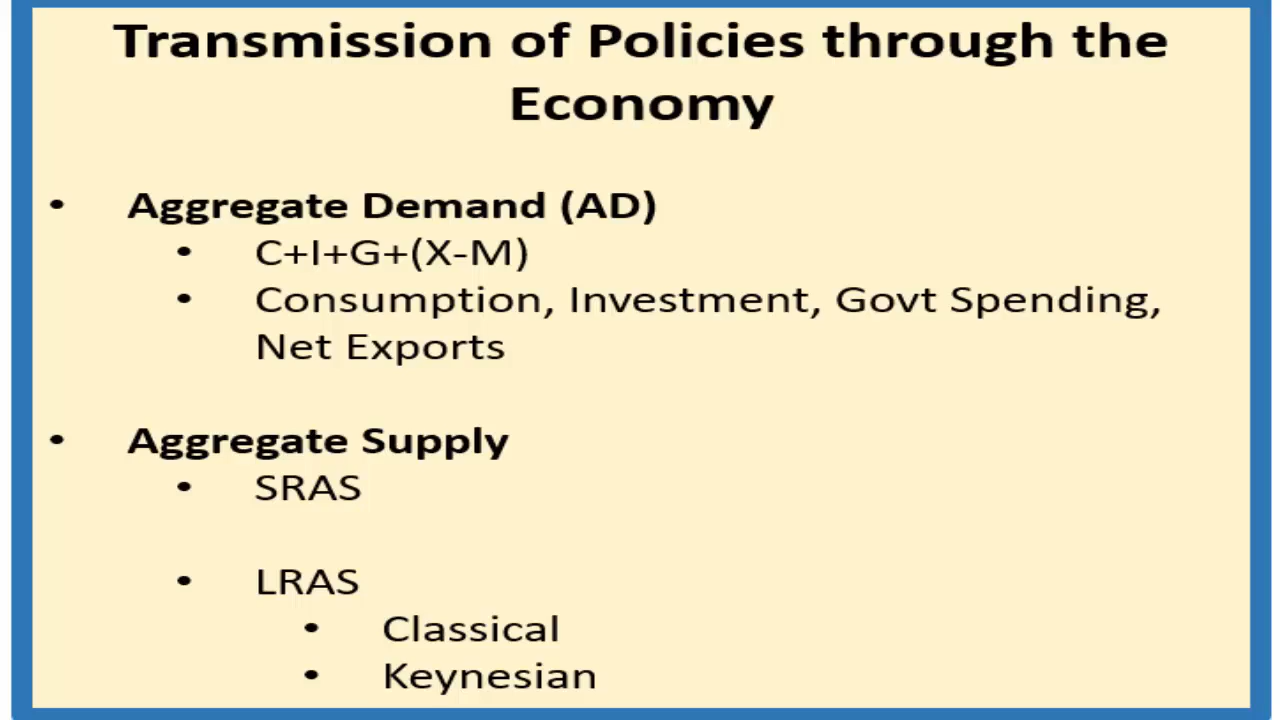 Transmission of Policies through the
Economy
• Aggregate Demand (AD)
• C+I+G+(X-M)
• Consumption, Investment, Govt Spending,
Net Exports
• Aggregate Supply
• SRAS
• LRAS
• Classical
• Keynesian